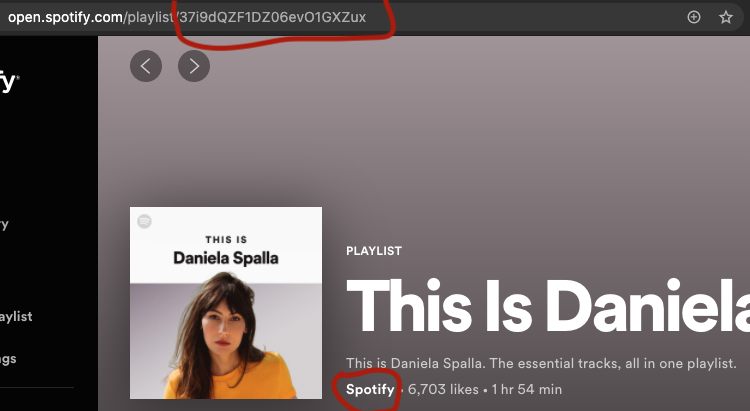 open.spotify.com/playlist/37i9dQZF1DZ06evO1GXZux
fy
THIS IS
Daniela Spalla
PLAYLIST
This Is Daniela
This is Daniela Spalla. The essential tracks, all in one playlist.
Spotify • 6,703 likes • 1 hr 54 min
aylist
gs